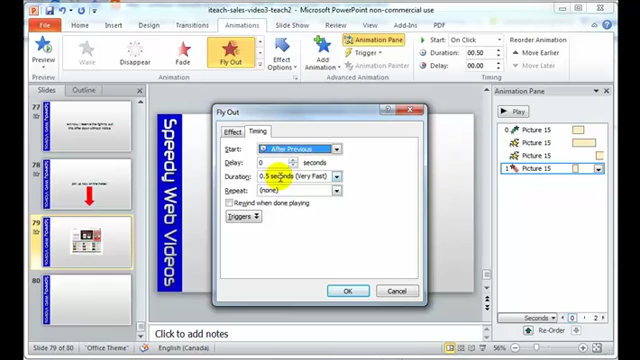 iteach-sales-video3-teach2 - Microsoft PowerPoint non-commercial use
File Home Insert Design Transitions Animations Slide Show Review View Add-Ins
Preview
Wave
Disappear
Fade
Fly Out
Effect Options
Add Animation
Animation Pane
Trigger
Animation Painter
Start: On Click
Duration: 00.50
Delay: 00.00
Reorder Animation
Move Earlier
Move Later
Preview Animation Advanced Animation Timing
Slides Outline
77
78
79
80
Speedy Web Videos
Fly Out
Effect Timing
Start: After Previous
Delay: 0 seconds
Duration: 0.5 seconds (Very Fast)
Repeat: (none)
Rewind when done playing
Triggers
OK Cancel
Animation Pane
Play
0 Picture 15
Picture 15
Picture 15
1 Picture 15
Seconds 0 2
Re-Order
Click to add notes
Slide 79 of 80 "Office Theme" English (Canada) 56%